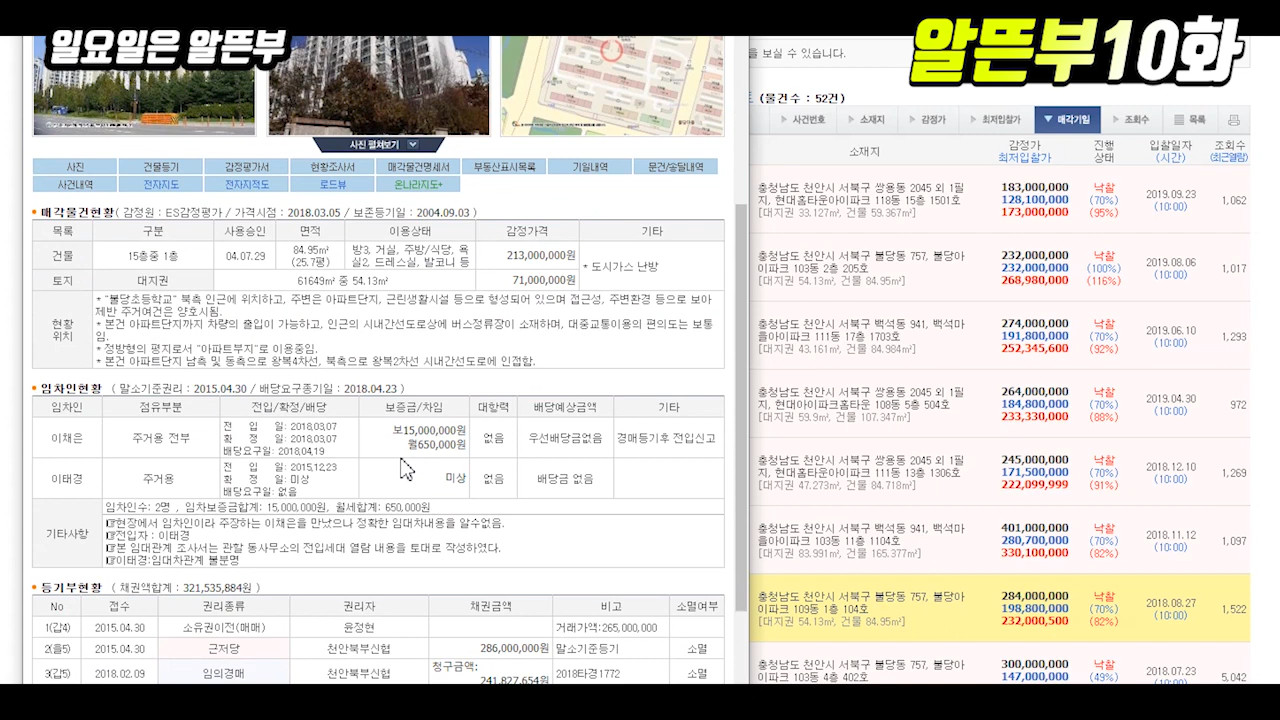 일요일은 알뜰부
알뜰부10화
사진 펼쳐보기
사진 건물등기 감정평가서 현황조사서 매각물건명세서 부동산표시목록 기일내역 문건/송달내역
사건내역 전자지도 전자지적도 로드뷰 온나라지도+
매각물건현황( 감정원 : ES감정평가 / 가격시점 : 2018.03.05 / 보존등기일 : 2004.09.03 )
목록 구분 사용승인 면적 이용상태 감정가격 기타
건물 15층중 1층 04.07.29 84.95㎡ (25.7평) 방3, 거실, 주방/식당, 욕실2, 드레스실, 발코니 등 213,000,000원 * 도시가스 난방
토지 대지권 61649㎡ 중 54.13㎡ 71,000,000원
현황 위치
* "불당초등학교" 북측 인근에 위치하고, 주변은 아파트단지, 근린생활시설 등으로 형성되어 있으며 접근성, 주변환경 등으로 보아
제반 주거여건은 양호시됨.
* 본건 아파트단지까지 차량의 출입이 가능하고, 인근의 시내간선도로상에 버스정류장이 소재하며, 대중교통이용의 편의도는 보통
임.
* 정방형의 평지로서 "아파트부지"로 이용중임.
* 본건 아파트단지 남측 및 동측으로 왕복4차선, 북측으로 왕복2차선 시내간선도로에 인접함.
임차인현황 ( 말소기준권리 : 2015.04.30 / 배당요구종기일 : 2018.04.23 )
임차인 점유부분 전입/확정/배당 보증금/차임 대항력 배당예상금액 기타
이채은 주거용 전부 전 입 일: 2018.03.07 보15,000,000원 없음 우선배당금없음 경매등기후 전입신고
확 정 일: 2018.03.07 월650,000원
배당요구일: 2018.04.19
이태경 주거용 전 입 일: 2015.12.23 미상 없음 배당금 없음
확 정 일: 미상
배당요구일: 없음
기타사항
임차인수: 2명 , 임차보증금합계: 15,000,000원, 월세합계: 650,000원
☞현장에서 임차인이라 주장하는 이채은을 만났으나 정확한 임대차내용을 알수없음.
☞전입자 : 이태경
☞본 임대관계 조사서는 관할 동사무소의 전입세대 열람 내용을 토대로 작성하였다.
☞이태경:임대차관계 불분명
등기부현황 ( 채권액합계 : 321,535,884원 )
No 접수 권리종류 권리자 채권금액 비고 소멸여부
1(갑4) 2015.04.30 소유권이전(매매) 윤정현 거래가액:265,000,000
2(을5) 2015.04.30 근저당 천안북부신협 286,000,000원 말소기준등기 소멸
3(갑5) 2018.02.09 임의경매 천안북부신협 청구금액: 241,827,654원 2018타경1772 소멸
를 보실 수 있습니다.
(물건수 : 52건)
사건번호 소재지 감정가 최저입찰가 매각기일 조회수 목록
소재지 감정가 최저입찰가 진행상태 입찰일자 (시간) 조회수 (최근열람)
충청남도 천안시 서북구 쌍용동 2045 외 1필 183,000,000 낙찰 2019.09.23 1,062
지, 현대홈타운아이파크 118동 15층 1501호 128,100,000 (70%) (10:00)
[대지권 33.127㎡, 건물 59.367㎡] 173,000,000 (95%)
충청남도 천안시 서북구 불당동 757, 불당아 232,000,000 낙찰 2019.08.06 1,017
이파크 103동 2층 205호 232,000,000 (100%) (10:00)
[대지권 54.13㎡, 건물 84.95㎡] 268,980,000 (116%)
충청남도 천안시 서북구 백석동 941, 백석마 274,000,000 낙찰 2019.06.10 1,293
을아이파크 111동 17층 1703호 191,800,000 (70%) (10:00)
[대지권 43.161㎡, 건물 84.984㎡] 252,345,600 (92%)
충청남도 천안시 서북구 쌍용동 2045 외 1필 264,000,000 낙찰 2019.04.30 972
지, 현대아이파크홈타운 108동 5층 504호 184,800,000 (70%) (10:00)
[대지권 59.9㎡, 건물 107.347㎡] 233,330,000 (88%)
충청남도 천안시 서북구 쌍용동 2045 외 1필 245,000,000 낙찰 2018.12.10 1,269
지, 현대홈타운아이파크 111동 13층 1306호 171,500,000 (70%) (10:00)
[대지권 47.273㎡, 건물 84.718㎡] 222,099,999 (91%)
충청남도 천안시 서북구 백석동 941, 백석마 401,000,000 낙찰 2018.11.12 1,097
을아이파크 103동 11층 1104호 280,700,000 (70%) (10:00)
[대지권 83.991㎡, 건물 165.377㎡] 330,100,000 (82%)
충청남도 천안시 서북구 불당동 757, 불당아 284,000,000 낙찰 2018.08.27 1,522
이파크 109동 1층 104호 198,800,000 (70%) (10:00)
[대지권 54.13㎡, 건물 84.95㎡] 232,000,500 (82%)
충청남도 천안시 서북구 불당동 757, 불당아 300,000,000 낙찰 2018.07.23 5,042
이파크 103동 4층 402호 147,000,000 (49%) (10:00)